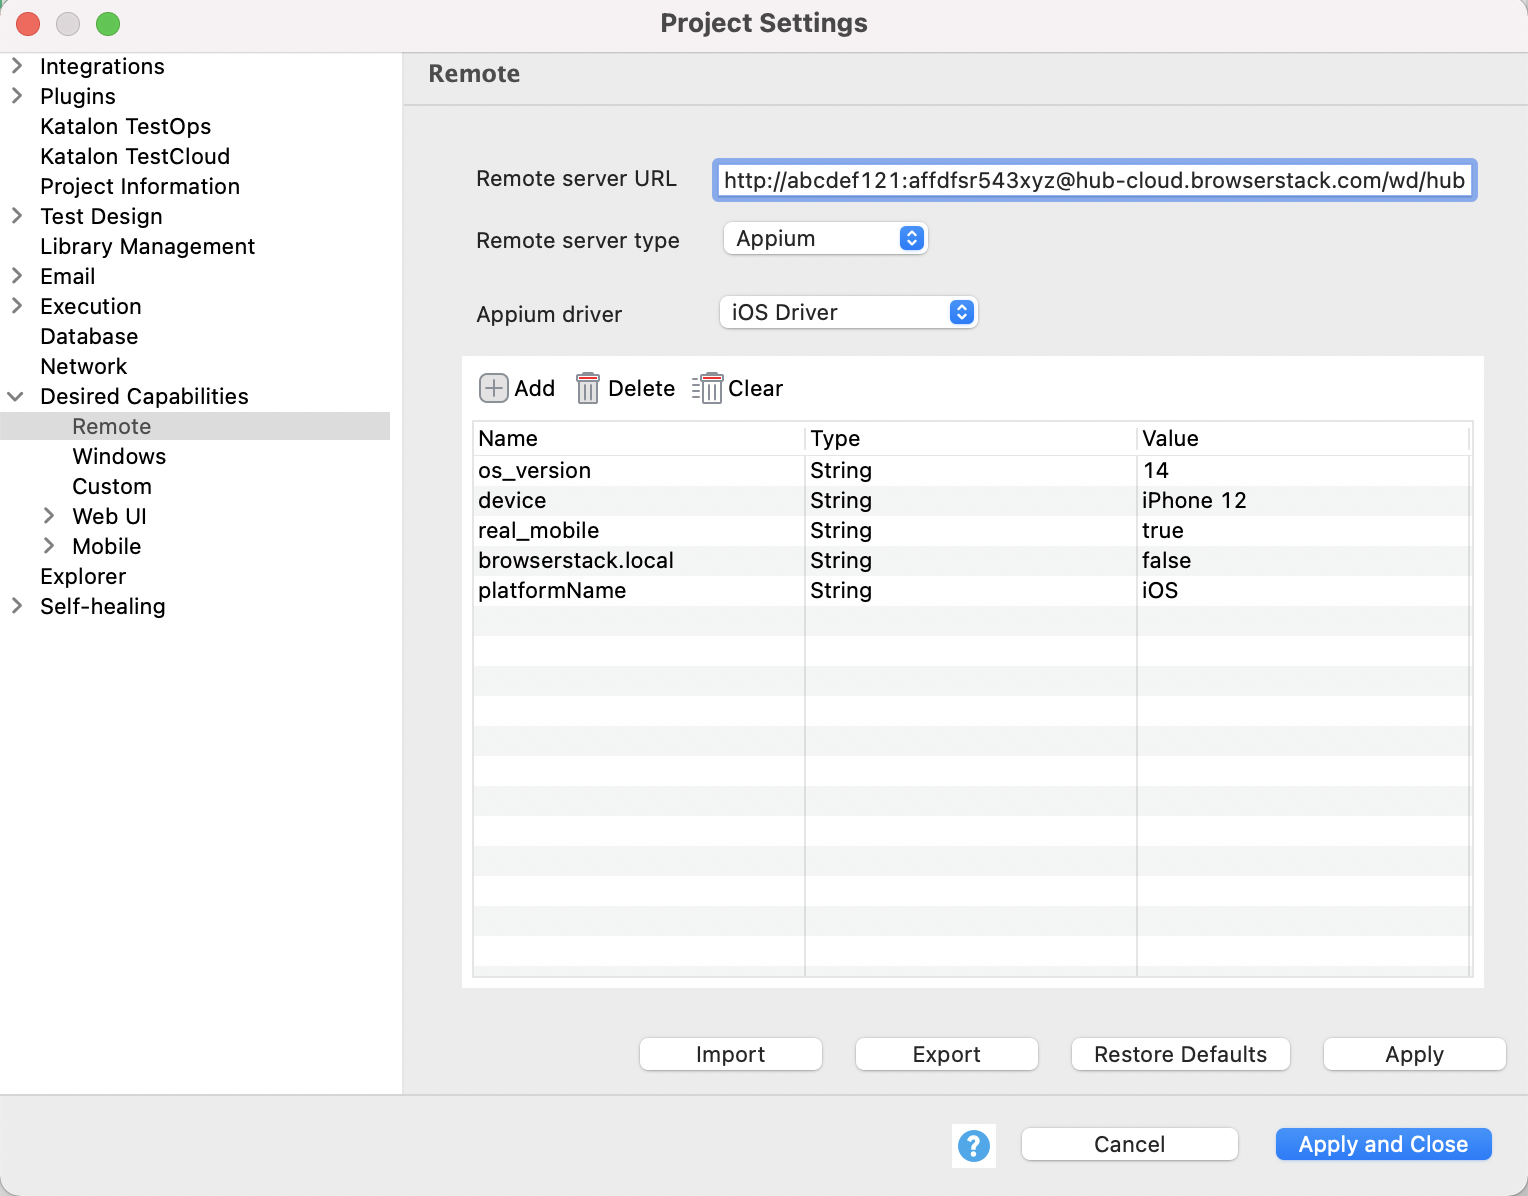 Project Settings
Integrations
Plugins
Katalon TestOps
Katalon TestCloud
Project Information
Test Design
Library Management
Email
Execution
Database
Network
Desired Capabilities
Remote
Windows
Custom
Web UI
Mobile
Explorer
Self-healing
Remote
Remote server URL http://abcdef121:affdfsr543xyz@hub-cloud.browserstack.com/wd/hub
Remote server type Appium
Appium driver iOS Driver
Add Delete Clear
Name Type Value
os_version String 14
device String iPhone 12
real_mobile String true
browserstack.local String false
platformName String iOS
Import Export Restore Defaults Apply
? Cancel Apply and Close